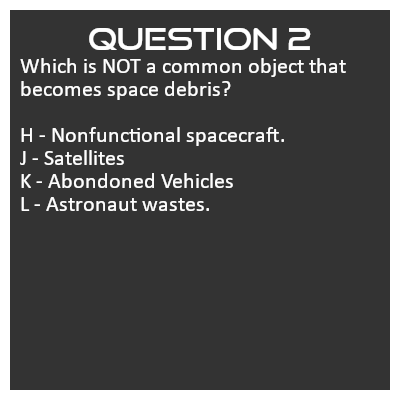 QUESTION 2
Which is NOT a common object that
becomes space debris?
H - Nonfunctional spacecraft.
J - Satellites
K - Abondoned Vehicles
L - Astronaut wastes.